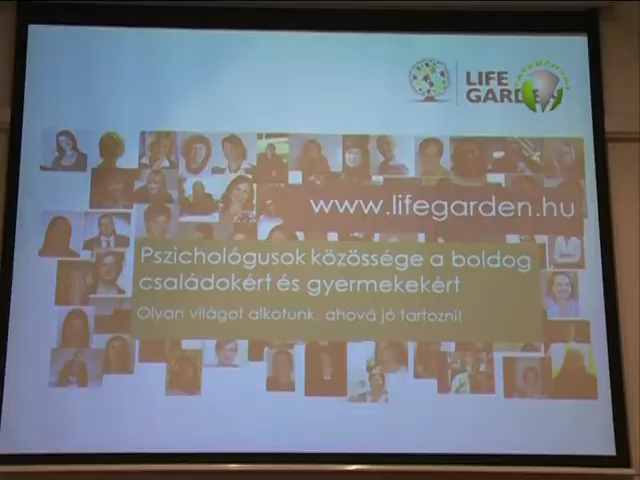 LIFE
GARDEN
www.lifegarden.hu
Pszichológusok közössége a boldog
családokért és gyermekekért
Olyan világot alkotunk, ahová jó tartozni!